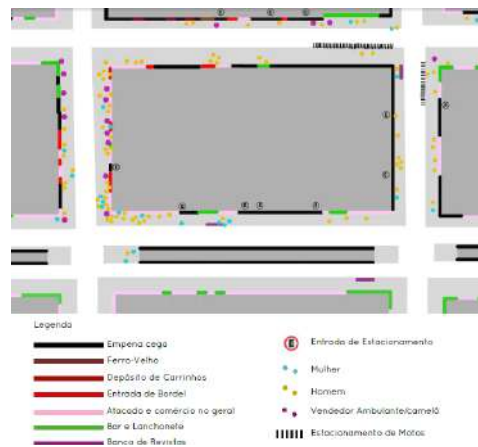 Legenda
Empena cega
Ferro-Velho
Depósito de Carrinhos
Entrada de Bordel
Atacado e comércio no geral
Bar e Lanchonete
Banca de Revistas
E Entrada de Estacionamento
Mulher
Homem
Vendedor Ambulante/camelô
Estacionamento de Motos